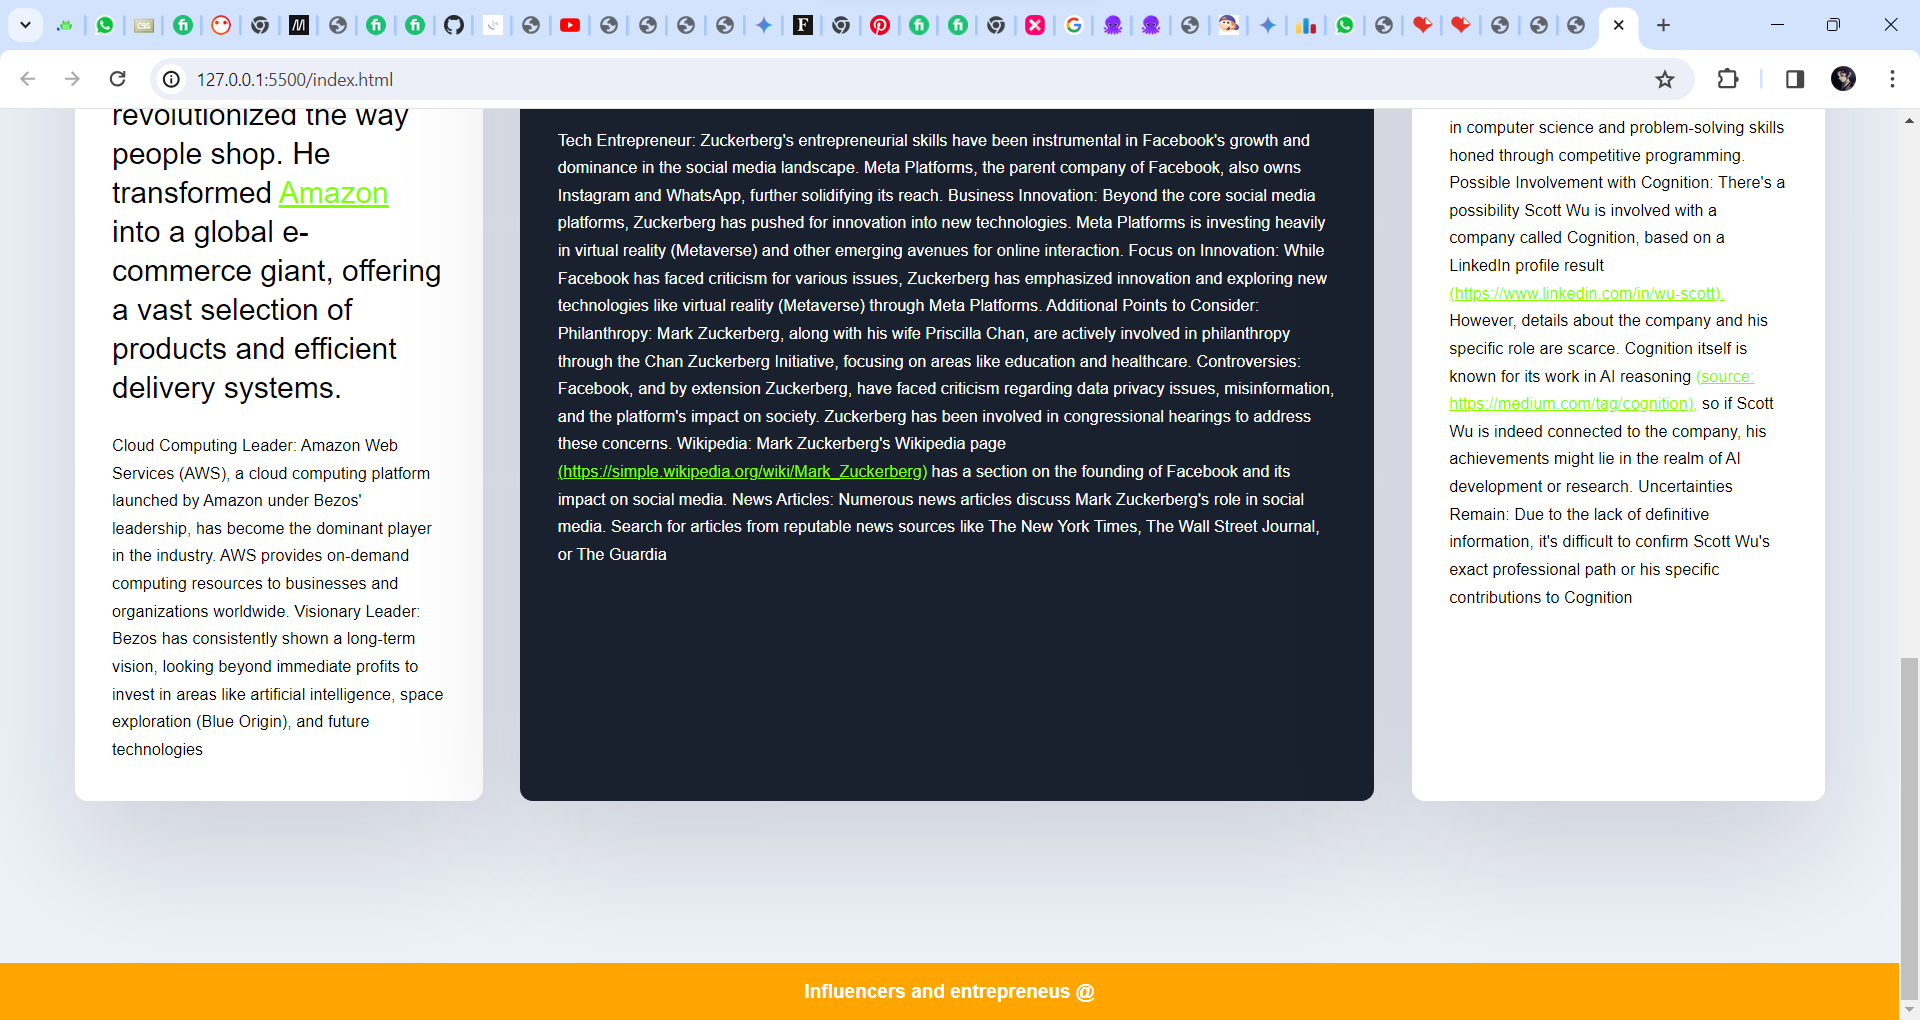 127.0.0.1:5500/index.html
revolutionized the way
people shop. He
transformed Amazon
into a global e-
commerce giant, offering
a vast selection of
products and efficient
delivery systems.
Cloud Computing Leader: Amazon Web
Services (AWS), a cloud computing platform
launched by Amazon under Bezos'
leadership, has become the dominant player
in the industry. AWS provides on-demand
computing resources to businesses and
organizations worldwide. Visionary Leader:
Bezos has consistently shown a long-term
vision, looking beyond immediate profits to
invest in areas like artificial intelligence, space
exploration (Blue Origin), and future
technologies
Tech Entrepreneur: Zuckerberg's entrepreneurial skills have been instrumental in Facebook's growth and
dominance in the social media landscape. Meta Platforms, the parent company of Facebook, also owns
Instagram and WhatsApp, further solidifying its reach. Business Innovation: Beyond the core social media
platforms, Zuckerberg has pushed for innovation into new technologies. Meta Platforms is investing heavily
in virtual reality (Metaverse) and other emerging avenues for online interaction. Focus on Innovation: While
Facebook has faced criticism for various issues, Zuckerberg has emphasized innovation and exploring new
technologies like virtual reality (Metaverse) through Meta Platforms. Additional Points to Consider:
Philanthropy: Mark Zuckerberg, along with his wife Priscilla Chan, are actively involved in philanthropy
through the Chan Zuckerberg Initiative, focusing on areas like education and healthcare. Controversies:
Facebook, and by extension Zuckerberg, have faced criticism regarding data privacy issues, misinformation,
and the platform's impact on society. Zuckerberg has been involved in congressional hearings to address
these concerns. Wikipedia: Mark Zuckerberg's Wikipedia page
(https://simple.wikipedia.org/wiki/Mark_Zuckerberg) has a section on the founding of Facebook and its
impact on social media. News Articles: Numerous news articles discuss Mark Zuckerberg's role in social
media. Search for articles from reputable news sources like The New York Times, The Wall Street Journal,
or The Guardia
in computer science and problem-solving skills
honed through competitive programming.
Possible Involvement with Cognition: There's a
possibility Scott Wu is involved with a
company called Cognition, based on a
LinkedIn profile result
(https://www.linkedin.com/in/wu-scott).
However, details about the company and his
specific role are scarce. Cognition itself is
known for its work in AI reasoning (source:
https://medium.com/tag/cognition), so if Scott
Wu is indeed connected to the company, his
achievements might lie in the realm of AI
development or research. Uncertainties
Remain: Due to the lack of definitive
information, it's difficult to confirm Scott Wu's
exact professional path or his specific
contributions to Cognition
Influencers and entrepreneus @